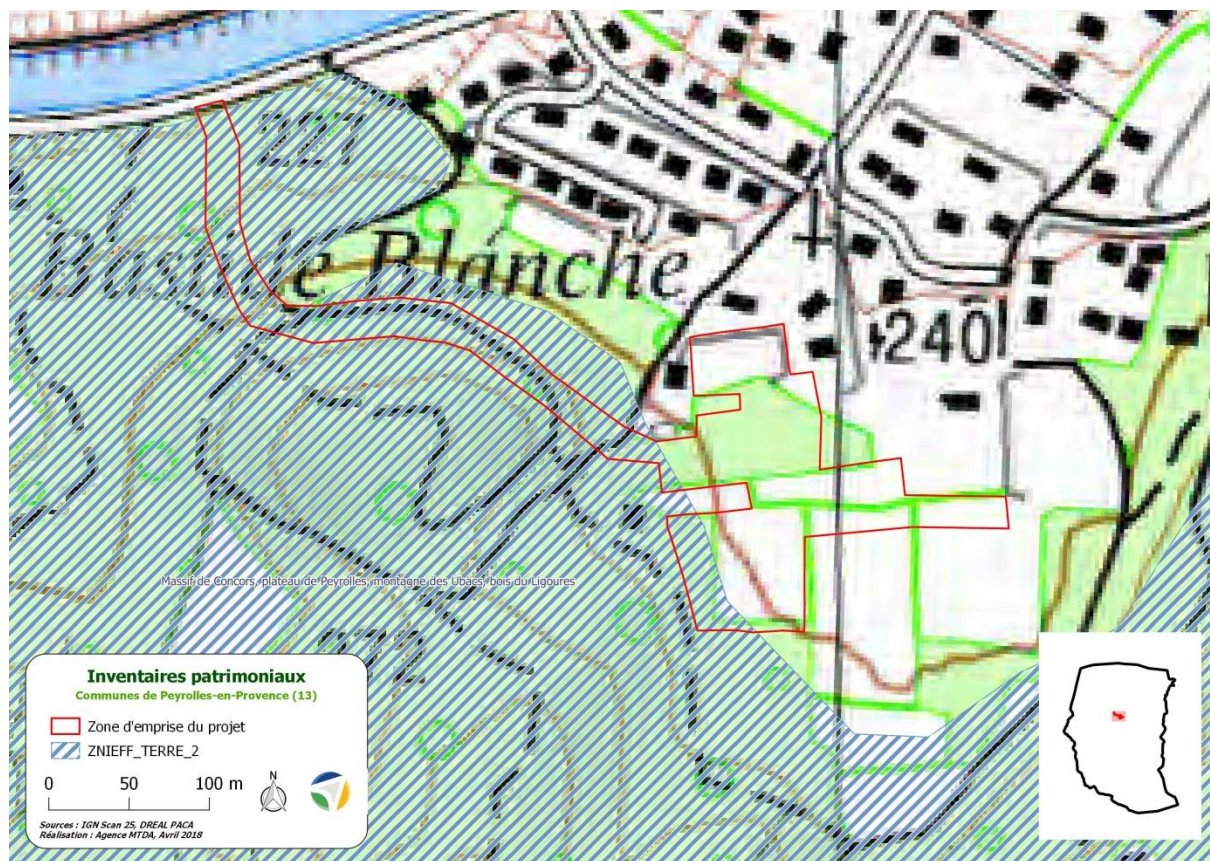 Bastide Blanche
240
Massif de Concors, plateau de Peyrolles, montagne des Ubacs, bois du Ligoures
Inventaires patrimoniaux
Communes de Peyrolles-en-Provence (13)
Zone d'emprise du projet
ZNIEFF_TERRE_2
0 50 100 m
N
Sources : IGN Scan 25, DREAL PACA
Réalisation : Agence MTDA, Avril 2018